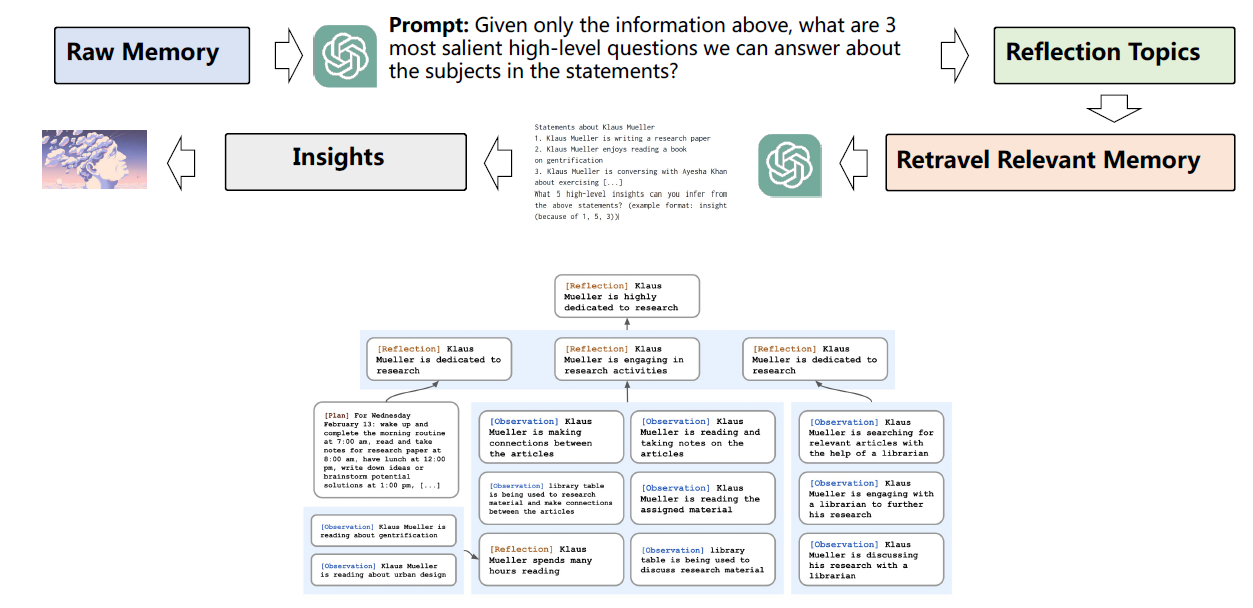 Raw Memory
Prompt: Given only the information above, what are 3
most salient high-level questions we can answer about
the subjects in the statements?
Reflection Topics
Retravel Relevant Memory
Statements about Klaus Mueller
1. Klaus Mueller is writing a research paper
2. Klaus Mueller enjoys reading a book
on gentrification
3. Klaus Mueller is conversing with Ayesha Khan
about exercising [...]
What 5 high-level insights can you infer from
the above statements? (example format: insight
(because of 1, 5, 3))
Insights
[Reflection] Klaus
Mueller is highly
dedicated to research
[Reflection] Klaus
Mueller is dedicated to
research
[Reflection] Klaus
Mueller is engaging in
research activities
[Reflection] Klaus
Mueller is dedicated to
research
[Plan] For Wednesday
February 13: wake up and
complete the morning routine
at 7:00 am, read and take
notes for research paper at
8:00 am, have lunch at 12:00
pm, write down ideas or
brainstorm potential
solutions at 1:00 pm, [...]
[Observation] Klaus Mueller is
reading about gentrification
[Observation] Klaus Mueller
is reading about urban design
[Observation] Klaus
Mueller is making
connections between
the articles
[Observation] Klaus
Mueller is reading and
taking notes on the
articles
[Observation] library table
is being used to research
material and make connections
between the articles
[Observation] Klaus
Mueller is reading the
assigned material
[Reflection] Klaus
Mueller spends many
hours reading
[Observation] library
table is being used to
discuss research material
[Observation] Klaus
Mueller is searching for
relevant articles with
the help of a librarian
[Observation] Klaus
Mueller is engaging with
a librarian to further
his research
[Observation] Klaus
Mueller is discussing
his research with a
librarian